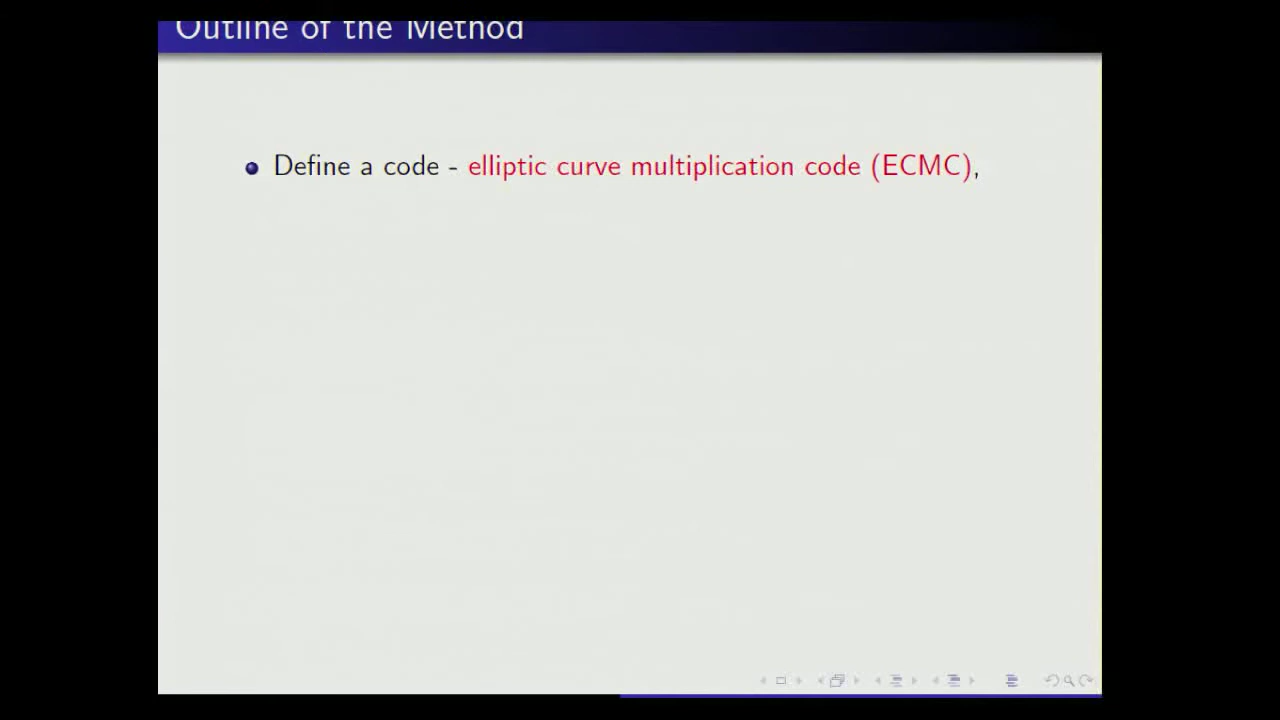 Outline of the Method
Define a code - elliptic curve multiplication code (ECMC),